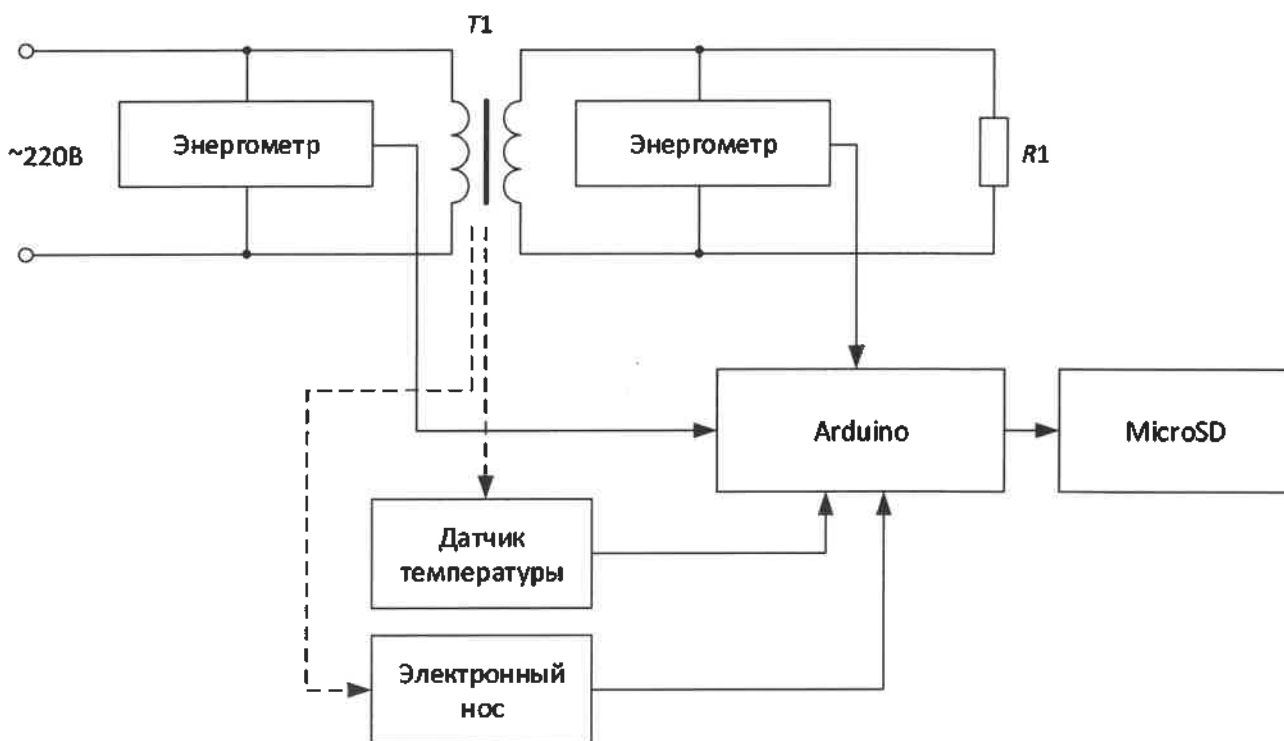 T1
Энергометр
Энергометр
~220В
R1
Arduino
MicroSD
Датчик
температуры
Электронный
нос